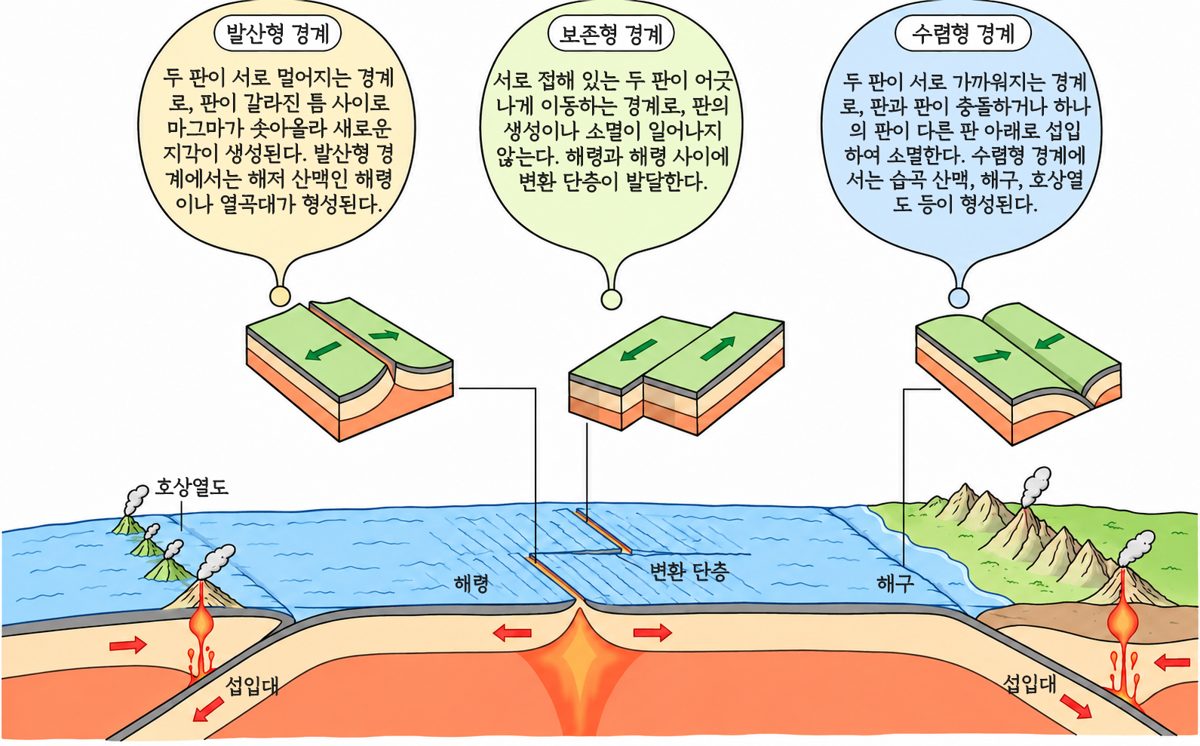 발산형 경계
두 판이 서로 멀어지는 경계
로, 판이 갈라진 틈 사이로
마그마가 솟아올라 새로운
지각이 생성된다. 발산형 경
계에서는 해저 산맥인 해령
이나 열곡대가 형성된다.
보존형 경계
서로 접해 있는 두 판이 어긋
나게 이동하는 경계로, 판의
생성이나 소멸이 일어나지
않는다. 해령과 해령 사이에
변환 단층이 발달한다.
수렴형 경계
두 판이 서로 가까워지는 경계
로, 판과 판이 충돌하거나 하나
의 판이 다른 판 아래로 섭입
하여 소멸한다. 수렴형 경계에
서는 습곡 산맥, 해구, 호상열
도 등이 형성된다.
호상열도
해령
변환 단층
해구
섭입대
섭입대